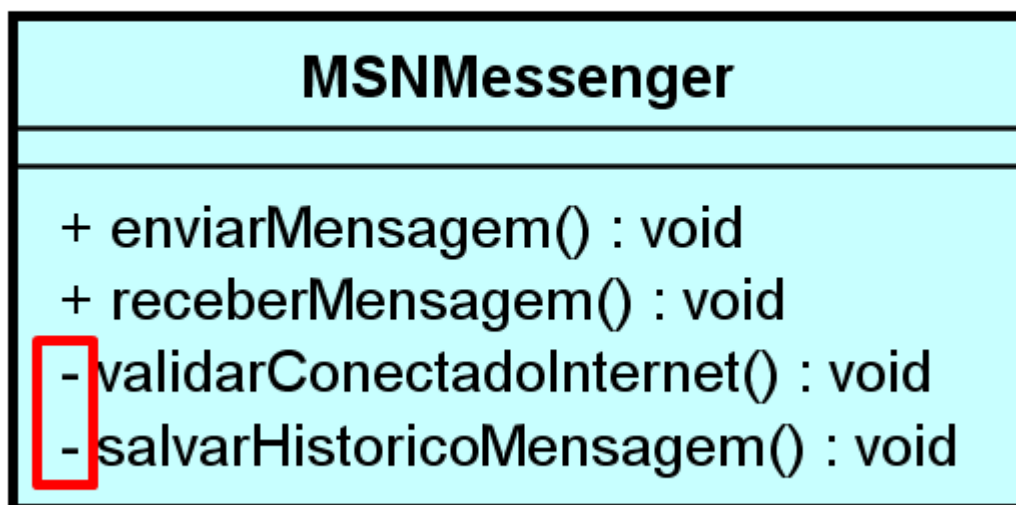 MSNMessenger
+ enviarMensagem() : void
+ receberMensagem() : void
- validarConectadoInternet() : void
- salvarHistoricoMensagem() : void